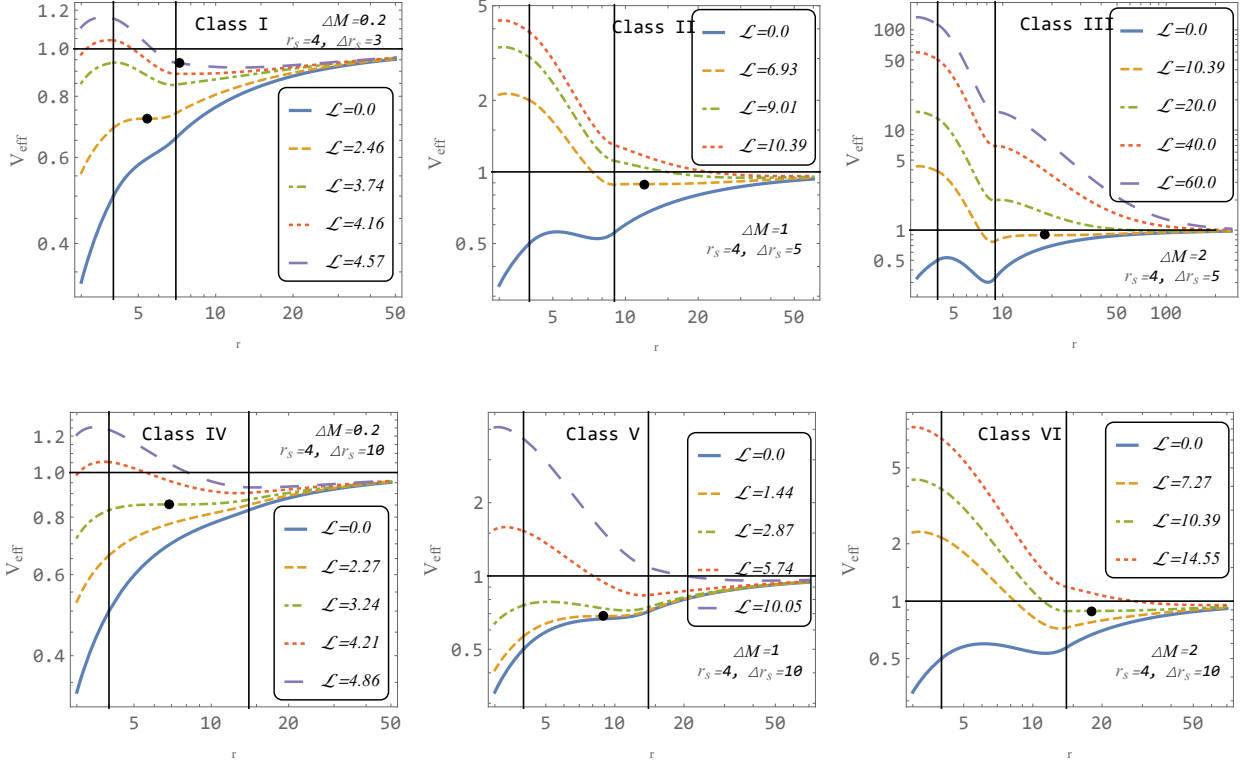 Class I
ΔM=0.2
r_S=4, Δr_S=3
ℒ=0.0
ℒ=2.46
ℒ=3.74
ℒ=4.16
ℒ=4.57
1.2
1.0
0.8
0.6
0.4
V_eff
5
10
20
50
r
Class II
ℒ=0.0
ℒ=6.93
ℒ=9.01
ℒ=10.39
ΔM=1
r_S=4, Δr_S=5
5
2
1
0.5
V_eff
5
10
20
50
r
Class III
ℒ=0.0
ℒ=10.39
ℒ=20.0
ℒ=40.0
ℒ=60.0
ΔM=2
r_S=4, Δr_S=5
100
50
10
5
1
0.5
V_eff
5
10
50
100
r
Class IV
ΔM=0.2
r_S=4, Δr_S=10
ℒ=0.0
ℒ=2.27
ℒ=3.24
ℒ=4.21
ℒ=4.86
1.2
1.0
0.8
0.6
0.4
V_eff
5
10
20
50
r
Class V
ℒ=0.0
ℒ=1.44
ℒ=2.87
ℒ=5.74
ℒ=10.05
ΔM=1
r_S=4, Δr_S=10
2
1
0.5
V_eff
5
10
20
50
r
Class VI
ℒ=0.0
ℒ=7.27
ℒ=10.39
ℒ=14.55
ΔM=2
r_S=4, Δr_S=10
5
2
1
0.5
V_eff
5
10
20
50
r